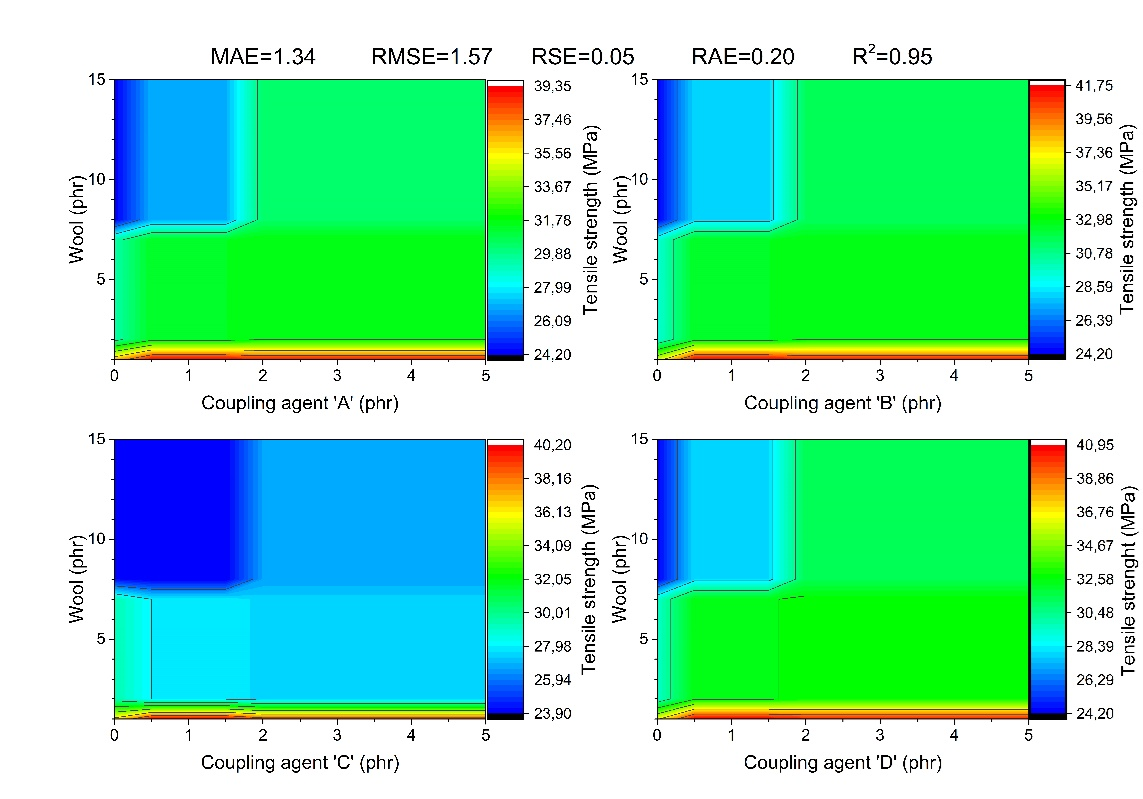 MAE=1.34 RMSE=1.57 RSE=0.05 RAE=0.20 R²=0.95
15
10
5
Wool (phr)
0 1 2 3 4 5
Coupling agent 'A' (phr)
39,35
37,46
35,56
33,67
31,78
29,88
27,99
26,09
24,20
Tensile strength (MPa)
15
10
5
Wool (phr)
0 1 2 3 4 5
Coupling agent 'B' (phr)
41,75
39,56
37,36
35,17
32,98
30,78
28,59
26,39
24,20
Tensile strength (MPa)
15
10
5
Wool (phr)
0 1 2 3 4 5
Coupling agent 'C' (phr)
40,20
38,16
36,13
34,09
32,05
30,01
27,98
25,94
23,90
Tensile strength (MPa)
15
10
5
Wool (phr)
0 1 2 3 4 5
Coupling agent 'D' (phr)
40,95
38,86
36,76
34,67
32,58
30,48
28,39
26,29
24,20
Tensile strenght (MPa)